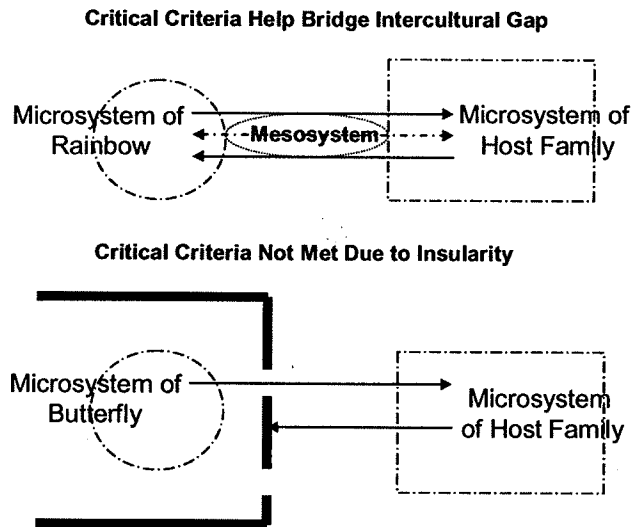 Critical Criteria Help Bridge Intercultural Gap
Microsystem of
Rainbow
Mesosystem
Microsystem of
Host Family
Critical Criteria Not Met Due to Insularity
Microsystem of
Butterfly
Microsystem
of Host Family